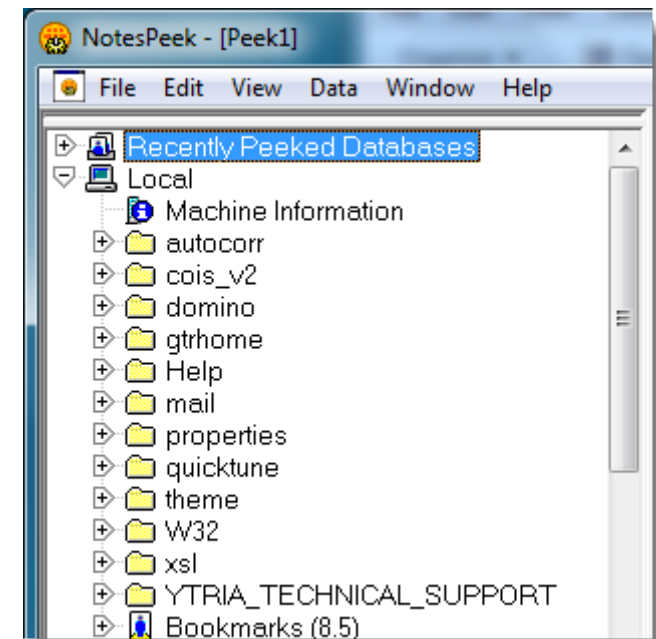 NotesPeek - [Peek1]
File Edit View Data Window Help
Recently Peeked Databases
Local
Machine Information
autocorr
cois_v2
domino
gtrhome
Help
mail
properties
quicktune
theme
W32
xsl
YTRIA_TECHNICAL_SUPPORT
Bookmarks (8.5)